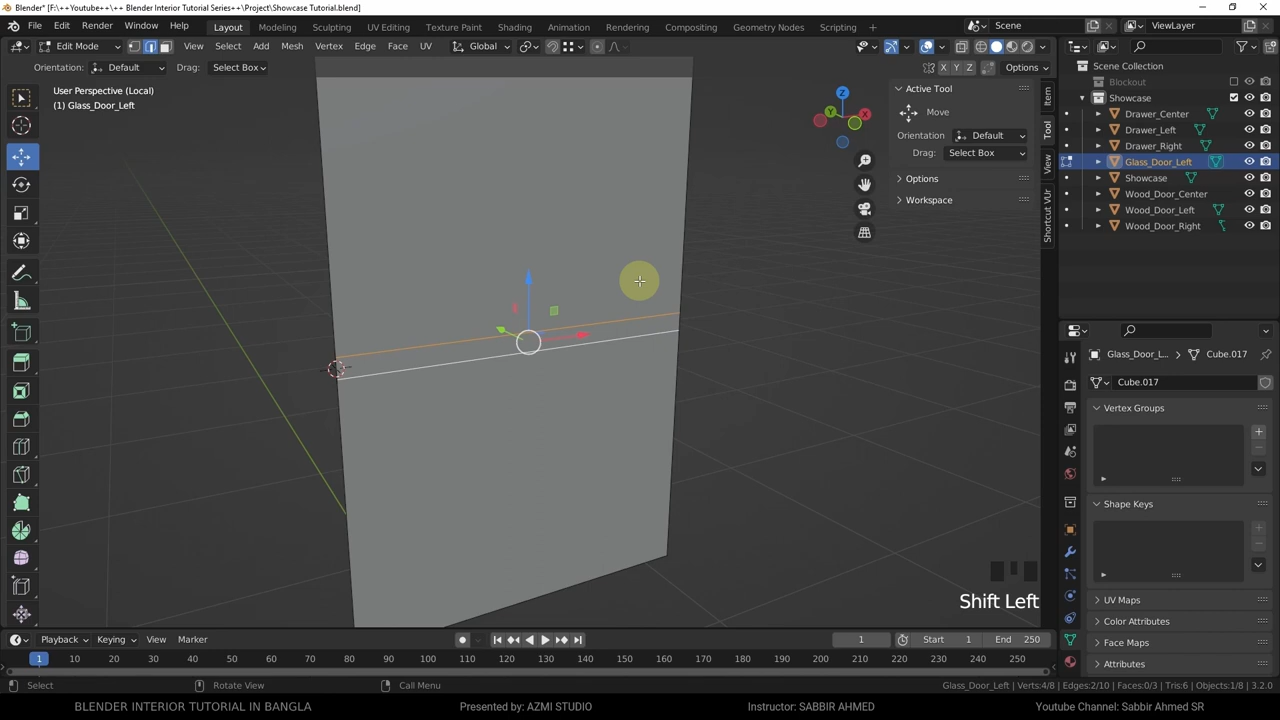 Blender* [F:\++Youtube++\++ Blender Interior Tutorial Series++\Project\Showcase Tutorial.blend]
File Edit Render Window Help Layout Modeling Sculpting UV Editing Texture Paint Shading Animation Rendering Compositing Geometry Nodes Scripting Scene ViewLayer
Edit Mode View Select Add Mesh Vertex Edge Face UV Global
Orientation: Default Drag: Select Box X Y Z Options
User Perspective (Local)
(1) Glass_Door_Left
Z
Y X
Active Tool
Move
Orientation Default
Drag: Select Box
Options
Workspace
Item
Tool
View
Shortcut VUr
Scene Collection
Blockout
Showcase
Drawer_Center
Drawer_Left
Drawer_Right
Glass_Door_Left
Showcase
Wood_Door_Center
Wood_Door_Left
Wood_Door_Right
Glass_Door_L... Cube.017
Cube.017
Vertex Groups
Shape Keys
UV Maps
Color Attributes
Face Maps
Attributes
Shift Left
Playback Keying View Marker 1 Start 1 End 250
1 10 20 30 40 50 60 70 80 90 100 110 120 130 140 150 160 170 180 190 200 210 220 230 240 250
Select Rotate View Call Menu Glass_Door_Left | Verts:4/8 | Edges:2/10 | Faces:0/3 | Tris:6 | Objects:1/8 | 3.2.0
BLENDER INTERIOR TUTORIAL IN BANGLA Presented by: AZMI STUDIO Instructor: SABBIR AHMED Youtube Channel: Sabbir Ahmed SR